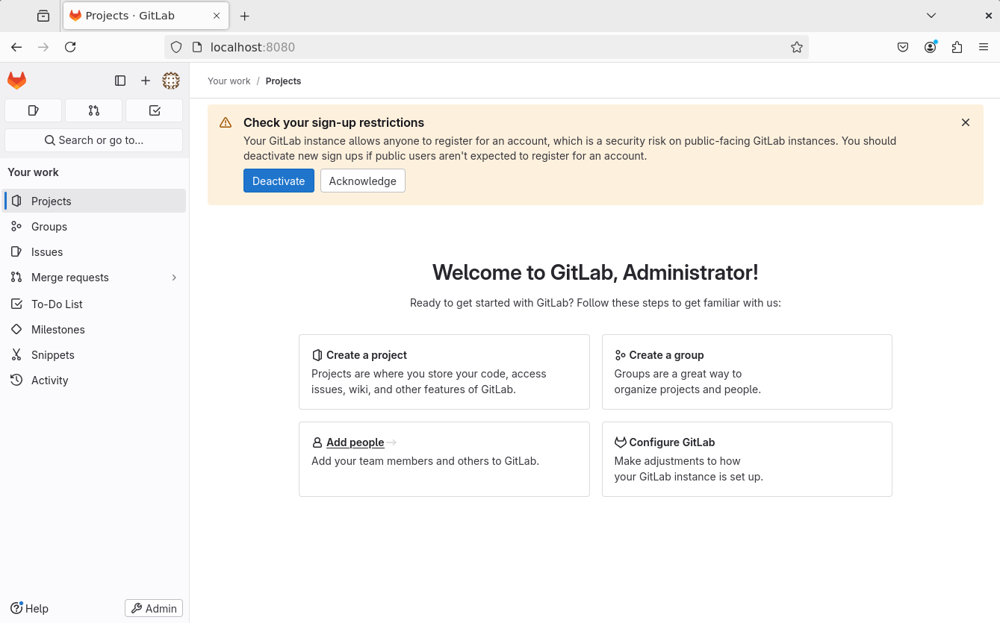 Projects · GitLab
localhost:8080
Search or go to...
Your work
Projects
Groups
Issues
Merge requests
To-Do List
Milestones
Snippets
Activity
Help
Admin
Your work / Projects
Check your sign-up restrictions
Your GitLab instance allows anyone to register for an account, which is a security risk on public-facing GitLab instances. You should
deactivate new sign ups if public users aren't expected to register for an account.
Deactivate Acknowledge
Welcome to GitLab, Administrator!
Ready to get started with GitLab? Follow these steps to get familiar with us:
Create a project
Projects are where you store your code, access
issues, wiki, and other features of GitLab.
Create a group
Groups are a great way to
organize projects and people.
Add people
Add your team members and others to GitLab.
Configure GitLab
Make adjustments to how
your GitLab instance is set up.